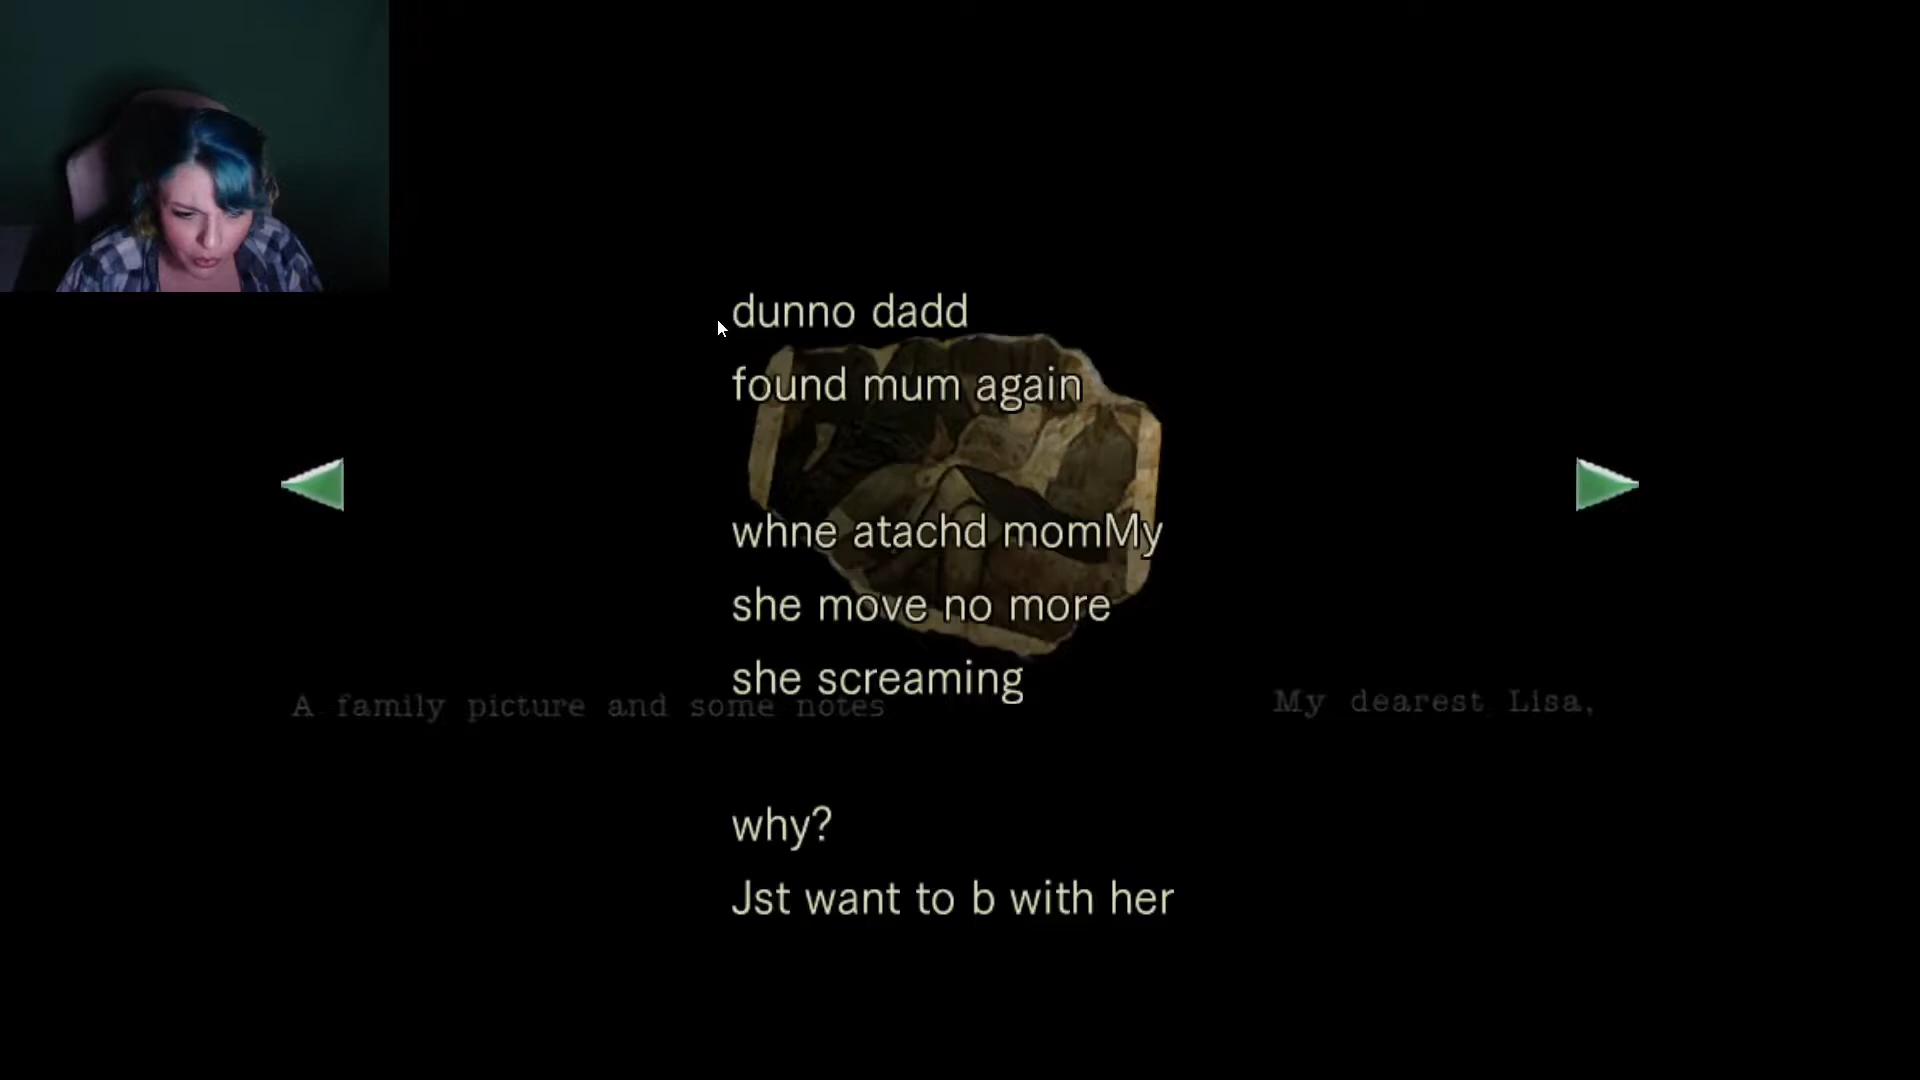 dunno dadd
found mum again
whne atachd momMy
she move no more
she screaming
A family picture and some notes
My dearest Lisa,
why?
Jst want to b with her